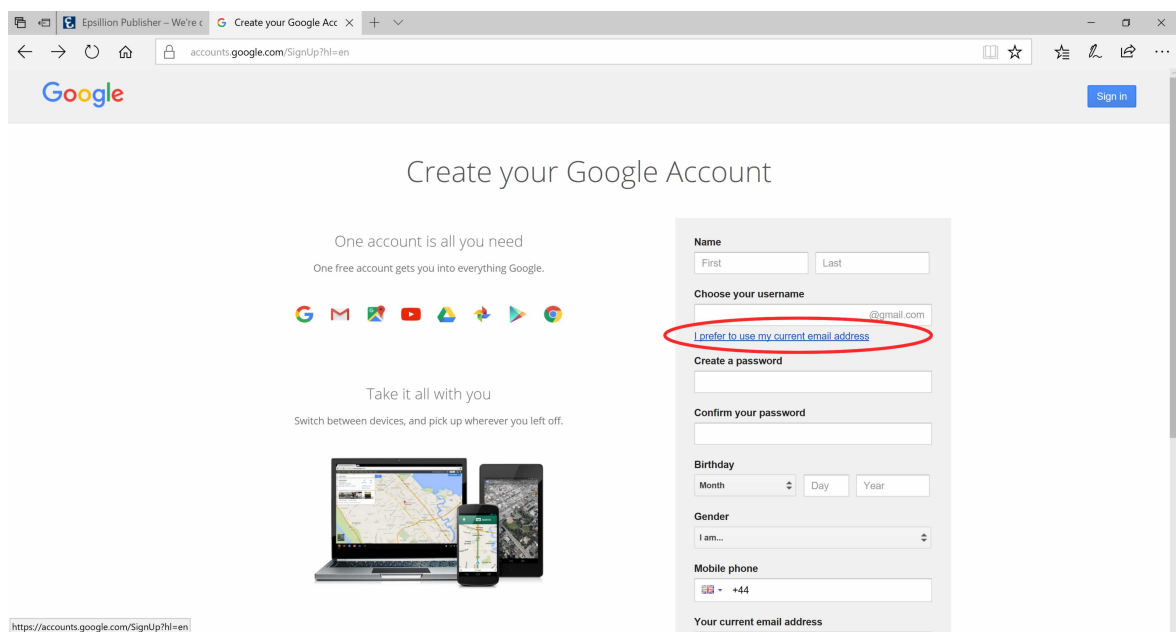 Epsillion Publisher – We're c
Create your Google Acc
accounts.google.com/SignUp?hl=en
Google
Sign in
Create your Google Account
One account is all you need
One free account gets you into everything Google.
Take it all with you
Switch between devices, and pick up wherever you left off.
Name
First Last
Choose your username
@gmail.com
I prefer to use my current email address
Create a password
Confirm your password
Birthday
Month Day Year
Gender
I am...
Mobile phone
+44
Your current email address
https://accounts.google.com/SignUp?hl=en